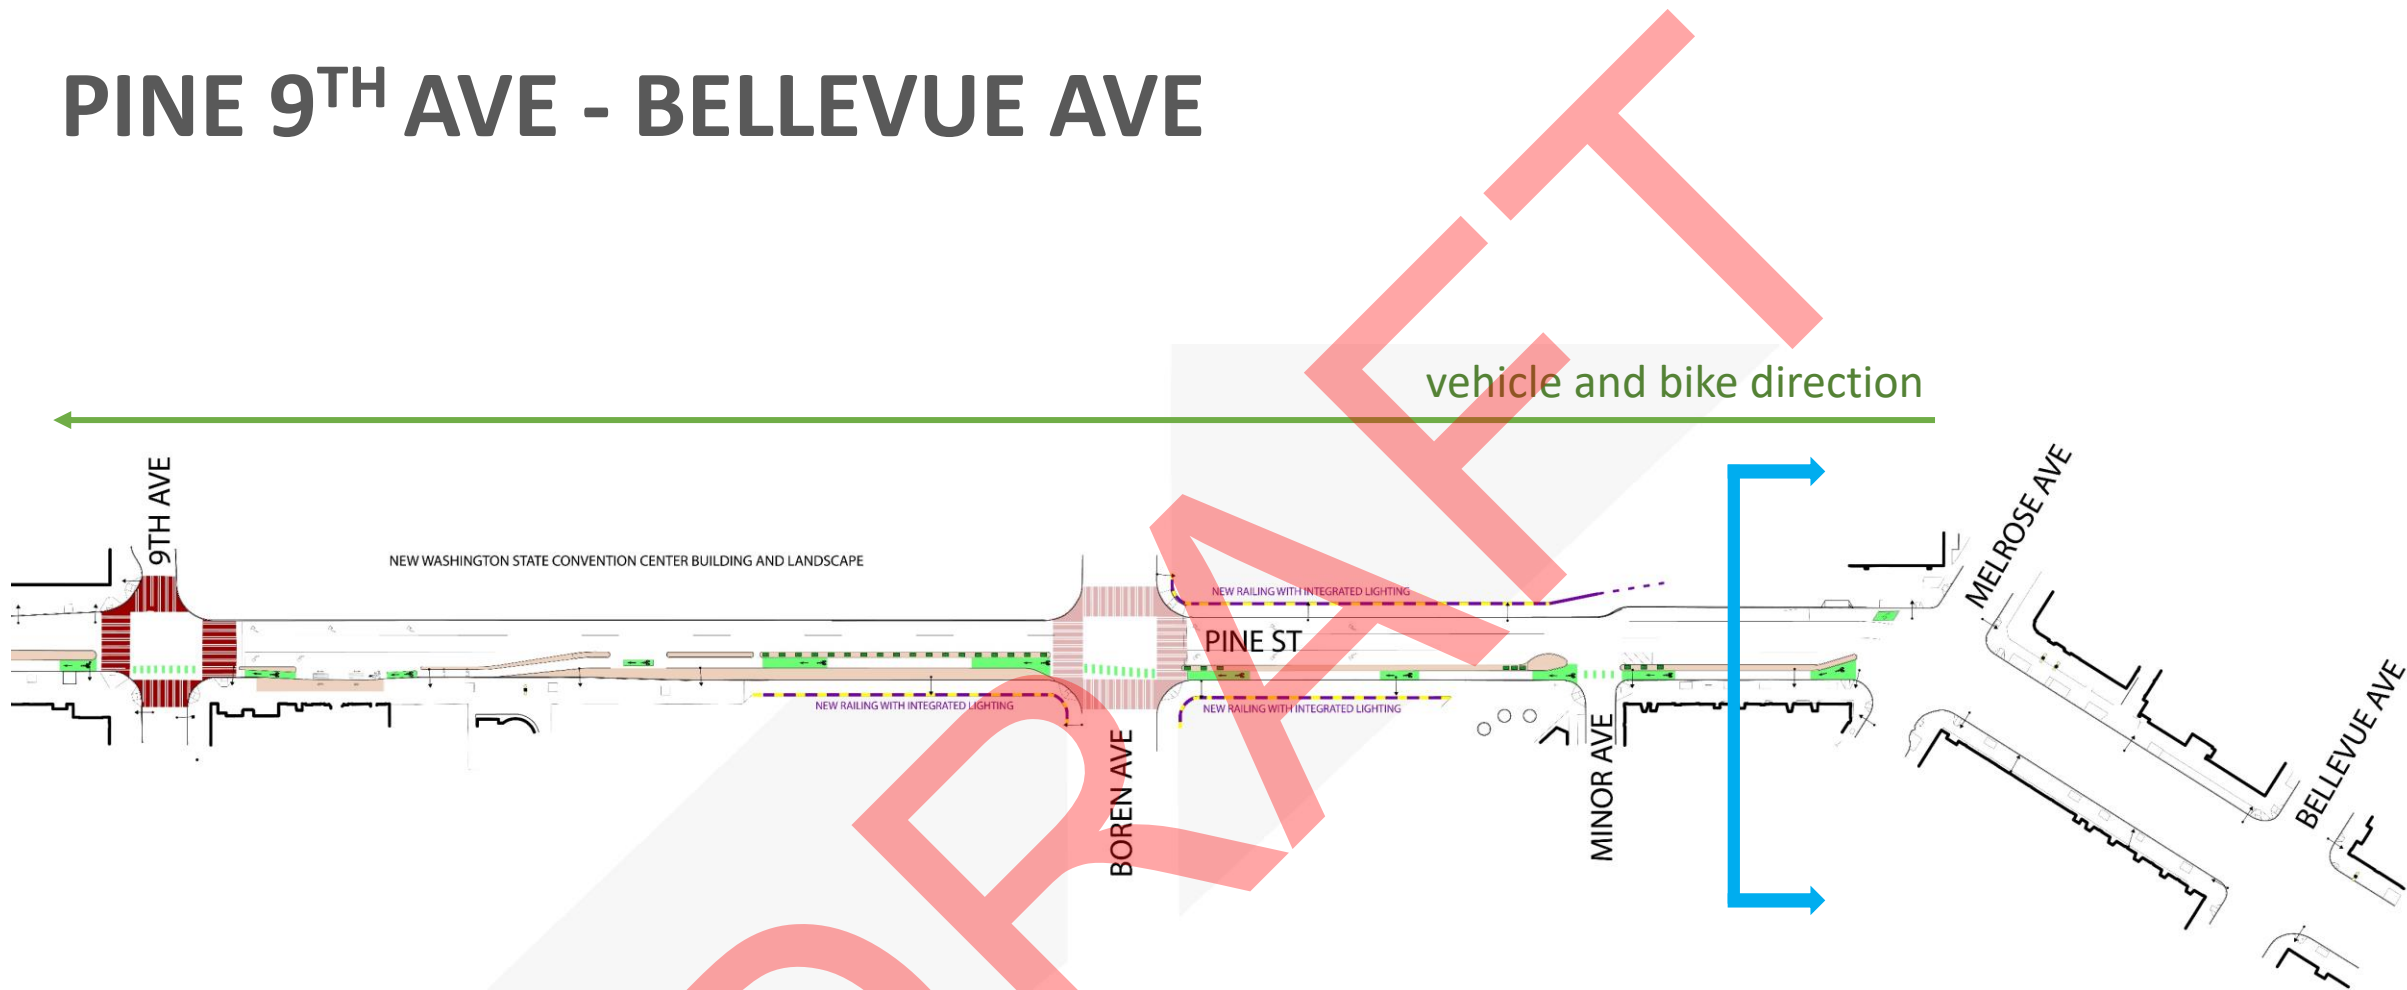 PINE 9TH AVE - BELLEVUE AVE
vehicle and bike direction
9TH AVE
NEW WASHINGTON STATE CONVENTION CENTER BUILDING AND LANDSCAPE
MELROSE AVE
NEW RAILING WITH INTEGRATED LIGHTING
PINE ST
NEW RAILING WITH INTEGRATED LIGHTING
NEW RAILING WITH INTEGRATED LIGHTING
BOREN AVE
MINOR AVE
BELLEVUE AVE
DRAFT